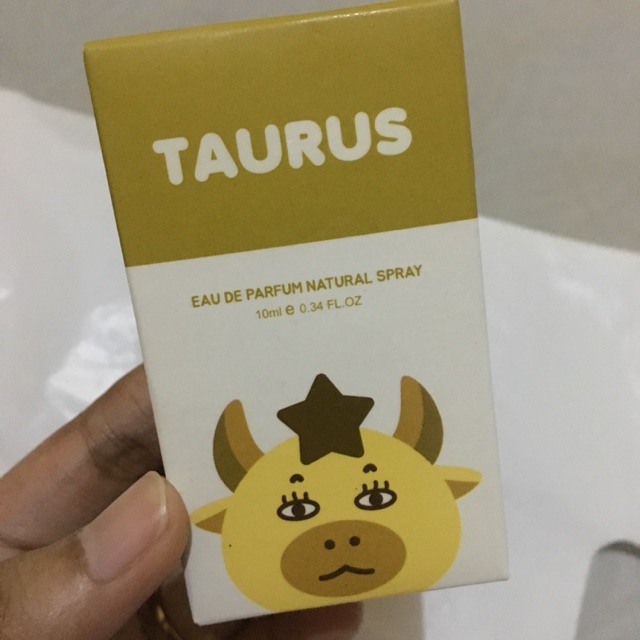 TAURUS
EAU DE PARFUM NATURAL SPRAY
10ml e 0.34 FL.OZ